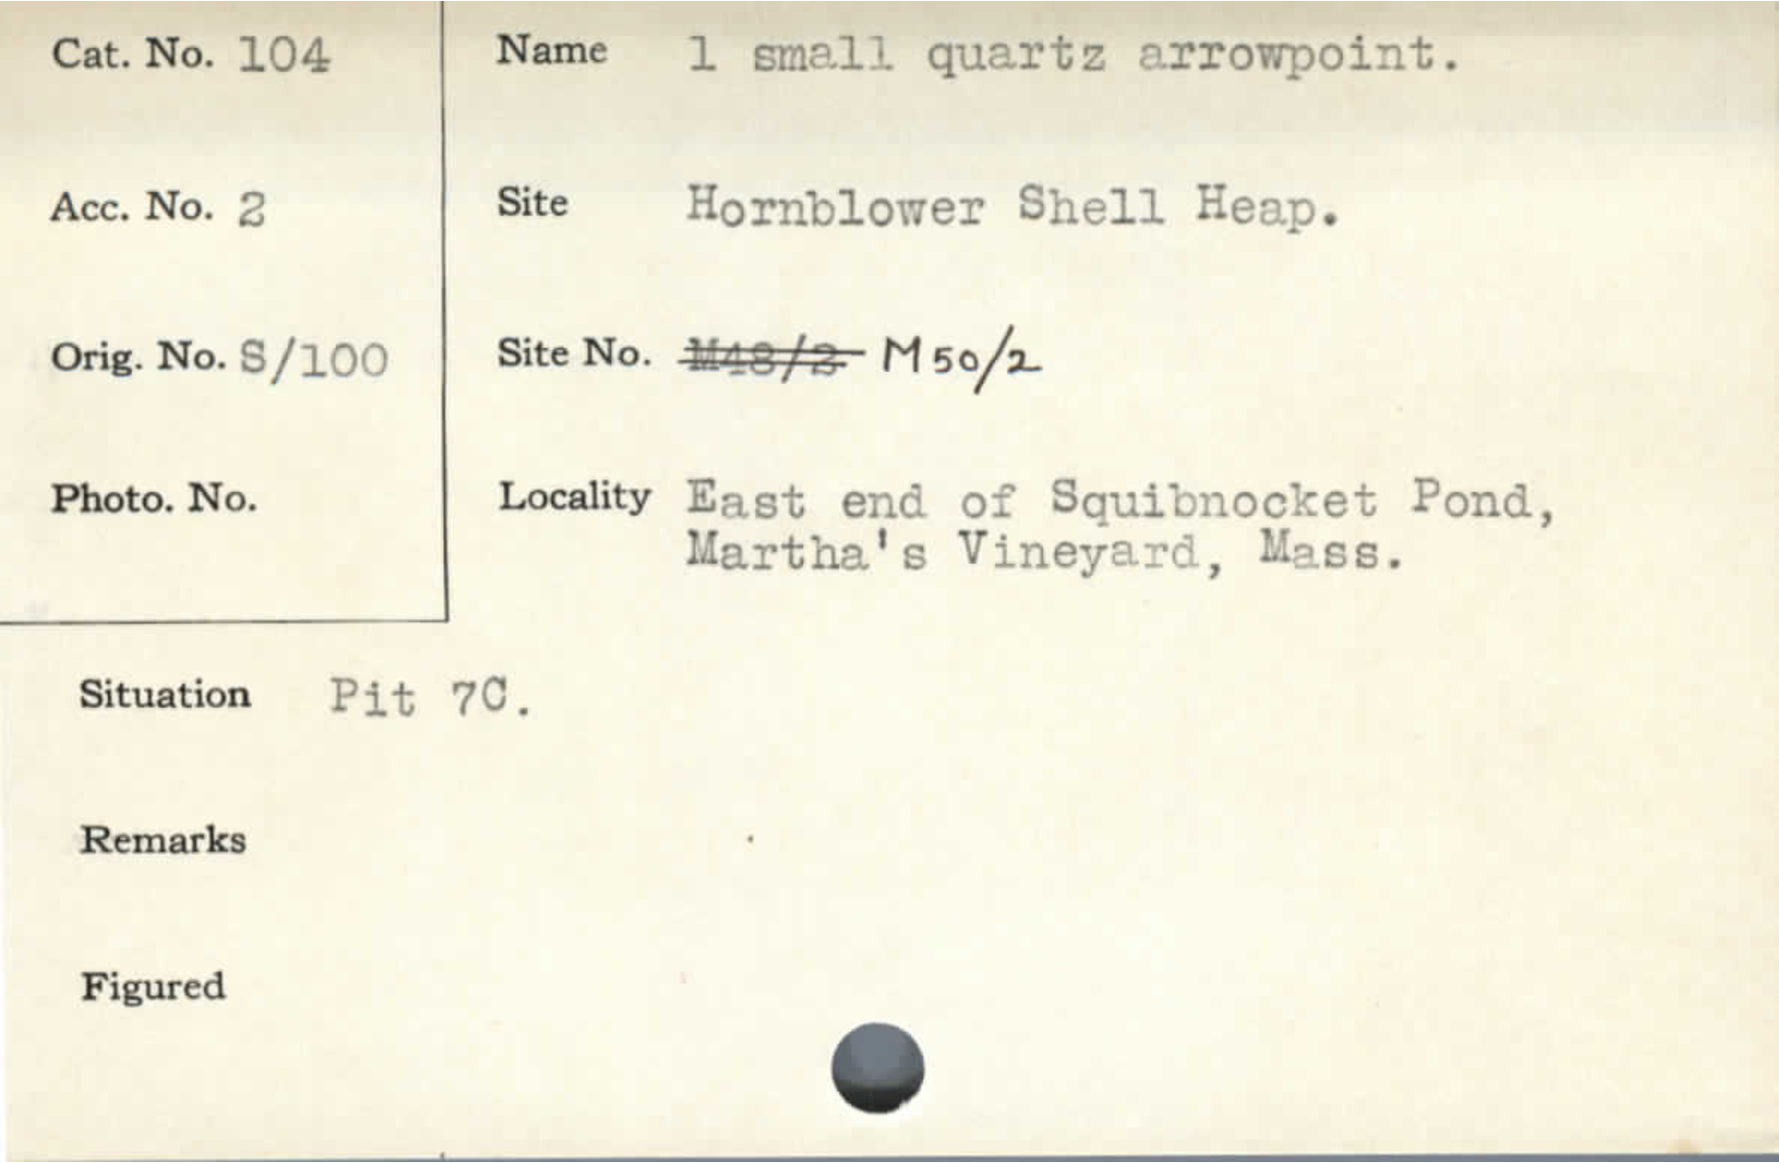 Cat. No. 104
Name 1 small quartz arrowpoint.
Acc. No. 2
Site Hornblower Shell Heap.
Orig. No. S/100
Site No. M48/2 M50/2
Photo. No.
Locality East end of Squibnocket Pond,
Martha's Vineyard, Mass.
Situation Pit 7C.
Remarks
Figured